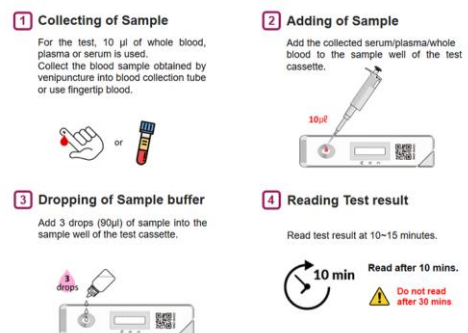 1 Collecting of Sample
For the test, 10 µl of whole blood,
plasma or serum is used.
Collect the blood sample obtained by
venipuncture into blood collection tube
or use fingertip blood.
or
2 Adding of Sample
Add the collected serum/plasma/whole
blood to the sample well of the test
cassette.
10µℓ
3 Dropping of Sample buffer
Add 3 drops (90µl) of sample into the
sample well of the test cassette.
3
drops
4 Reading Test result
Read test result at 10~15 minutes.
10 min
Read after 10 mins.
Do not read
after 30 mins